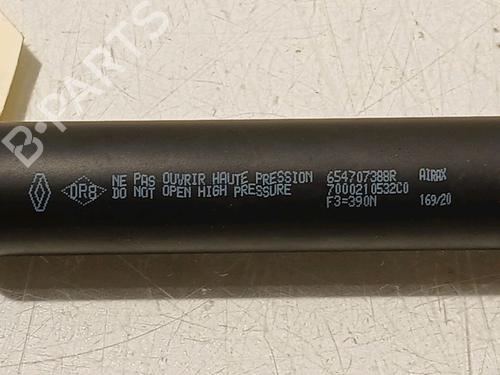 B-PARTS
DR8
NE PAS OUVRIR HAUTE PRESSION
DO NOT OPEN HIGH PRESSURE
654707388R
7000210532C0
F3=390N
AIRAX
169/20